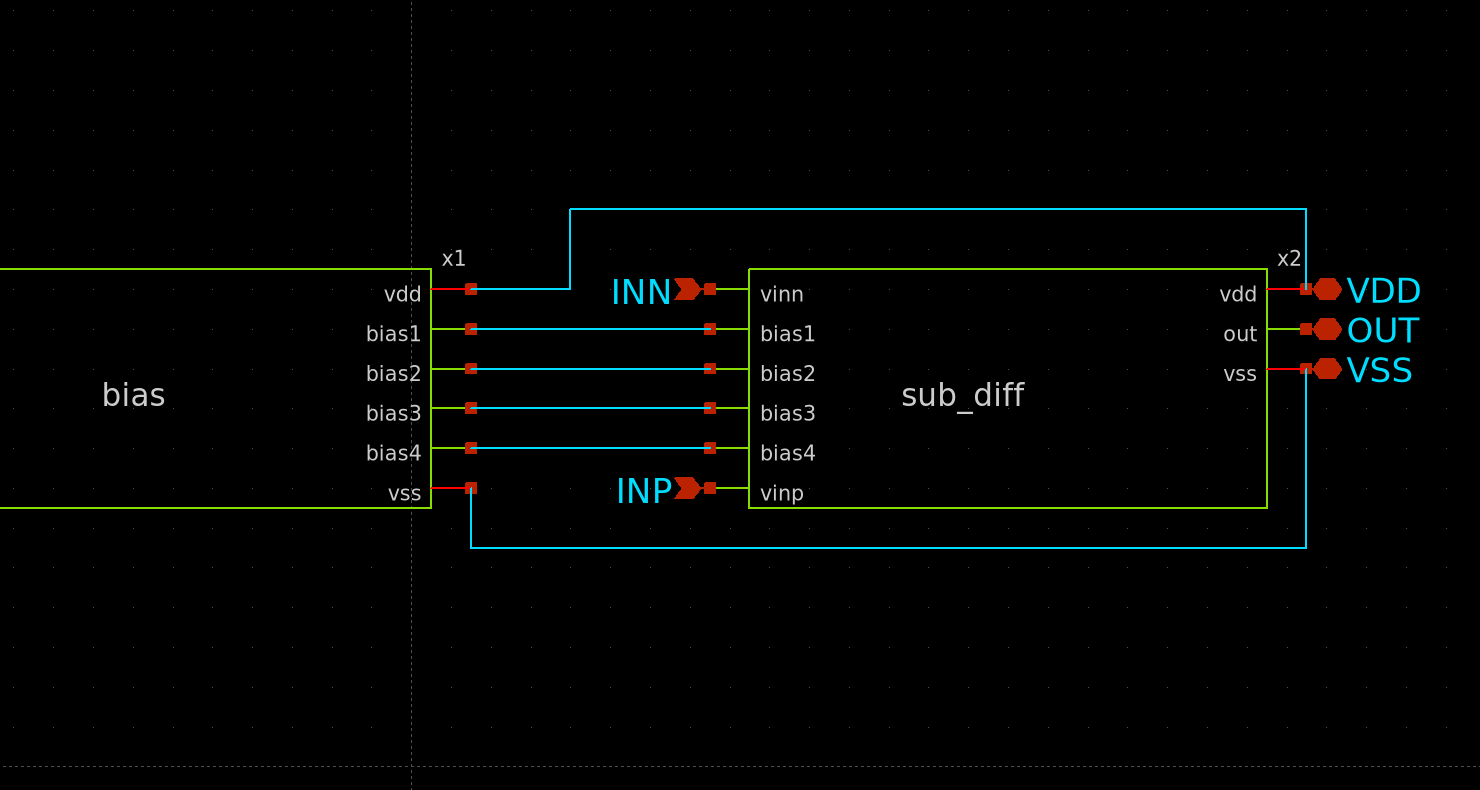 x1
x2
vdd
INN
vinn
vdd
VDD
bias1
bias1
out
OUT
bias2
bias2
vss
VSS
bias
sub_diff
bias3
bias3
bias4
bias4
vss
INP
vinp